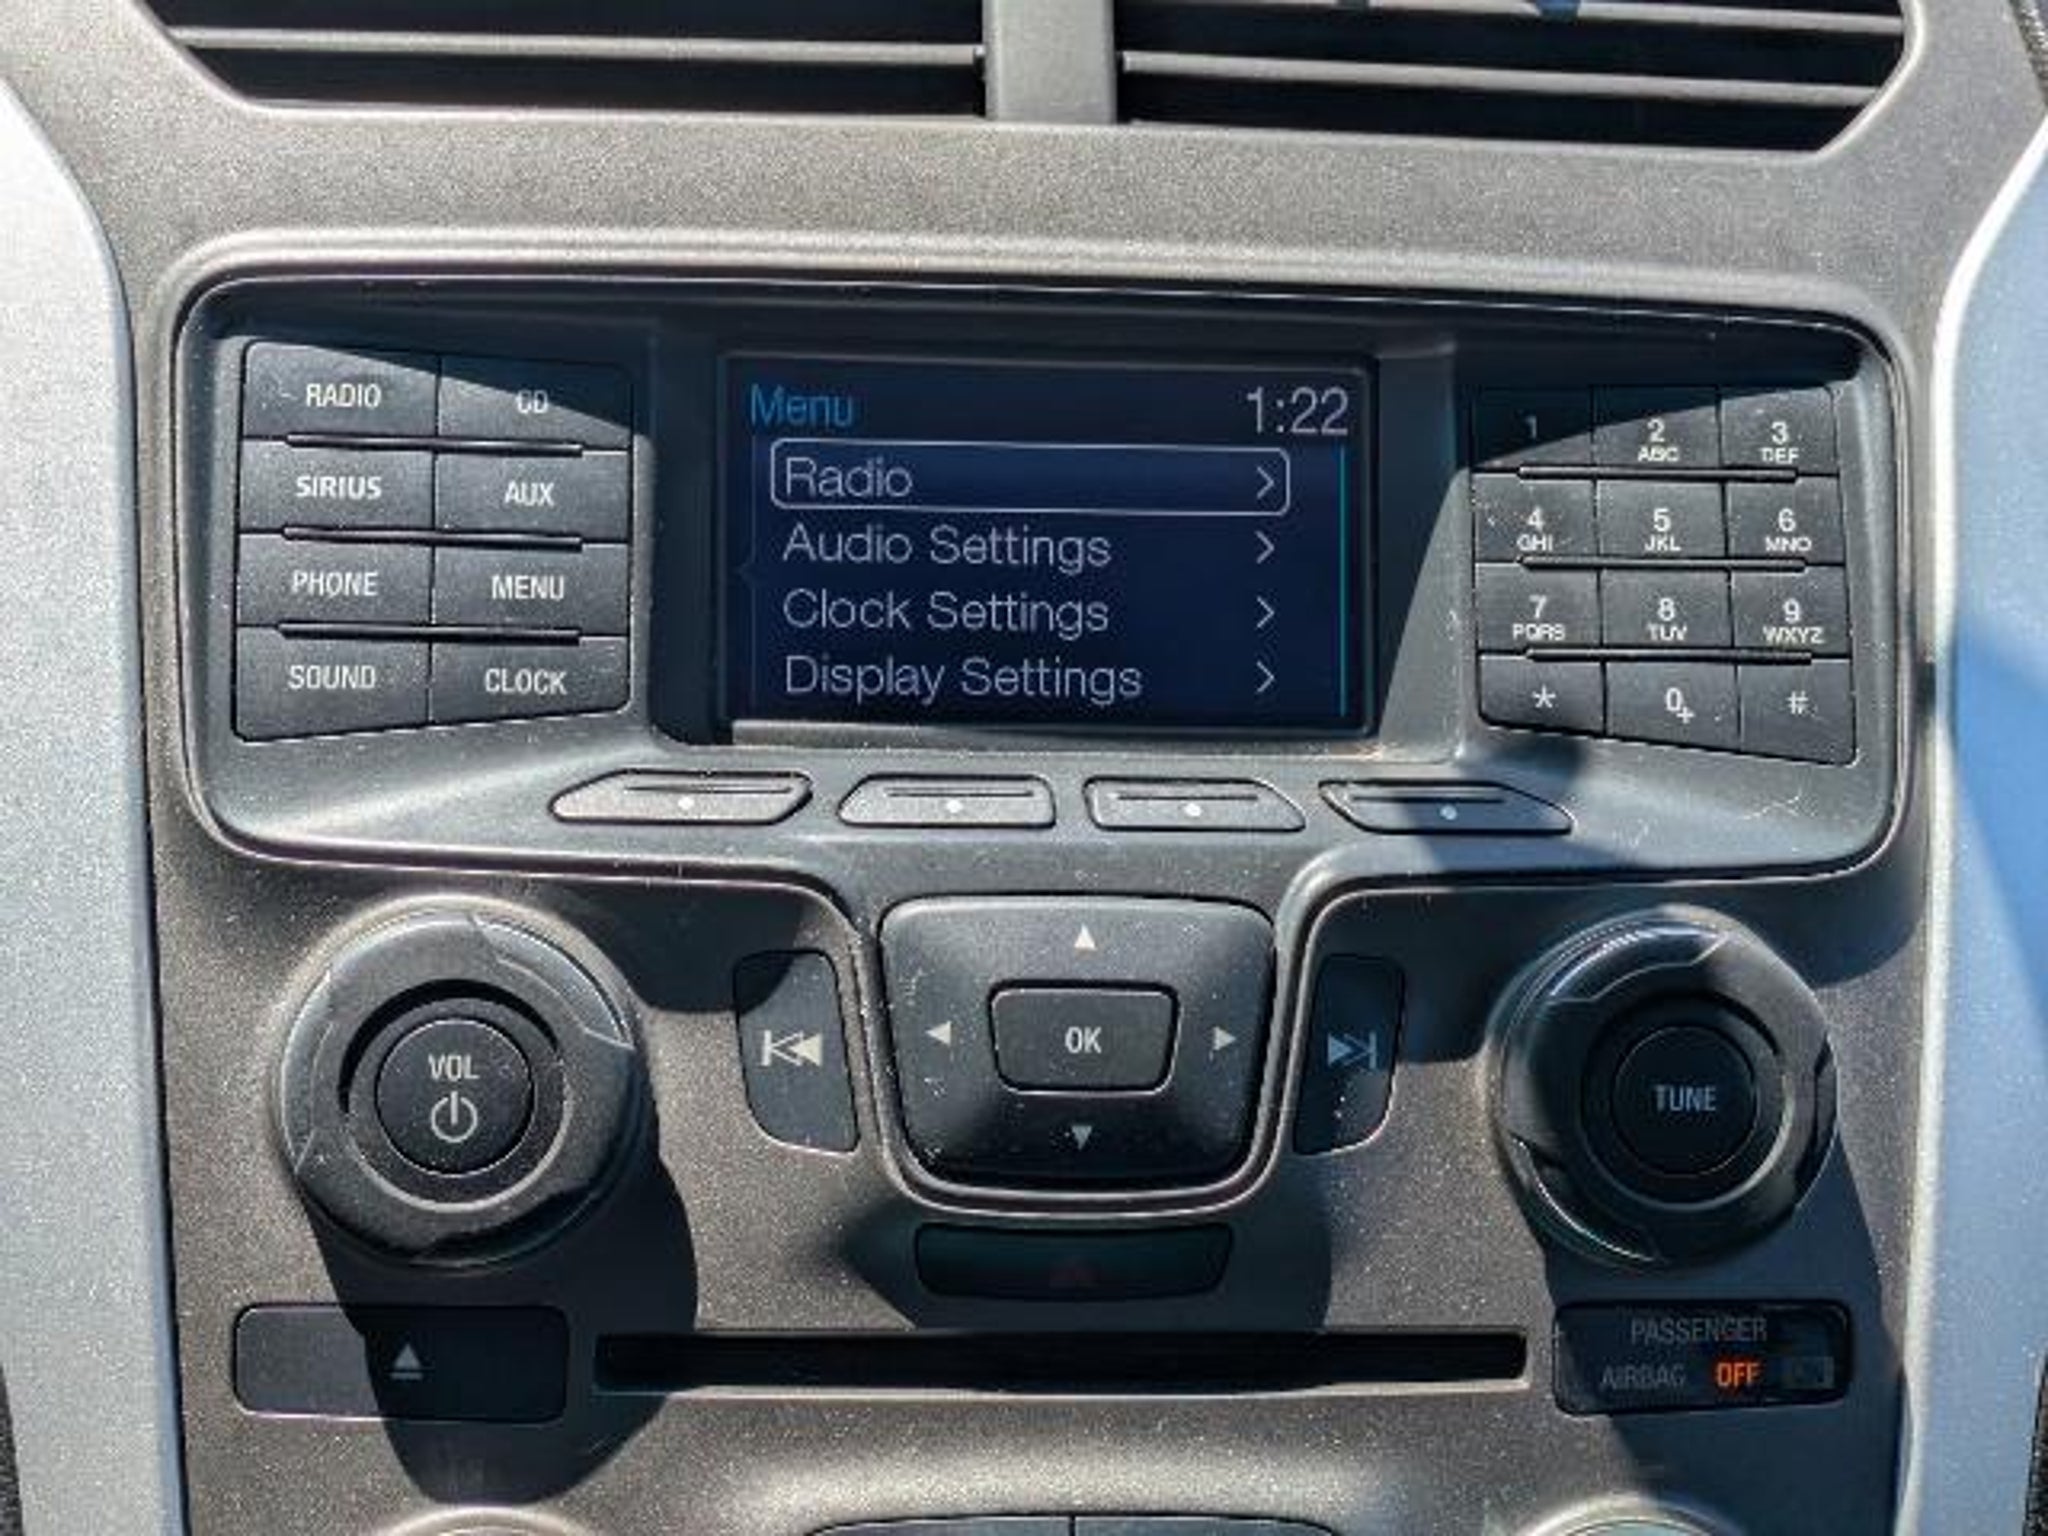 RADIO CD
SIRIUS AUX
PHONE MENU
SOUND CLOCK
Menu 1:22
Radio >
Audio Settings >
Clock Settings >
Display Settings >
1 2 3
ABC DEF
4 5 6
GHI JKL MNO
7 8 9
PQRS TUV WXYZ
* 0+ #
VOL
OK
TUNE
PASSENGER
AIRBAG OFF